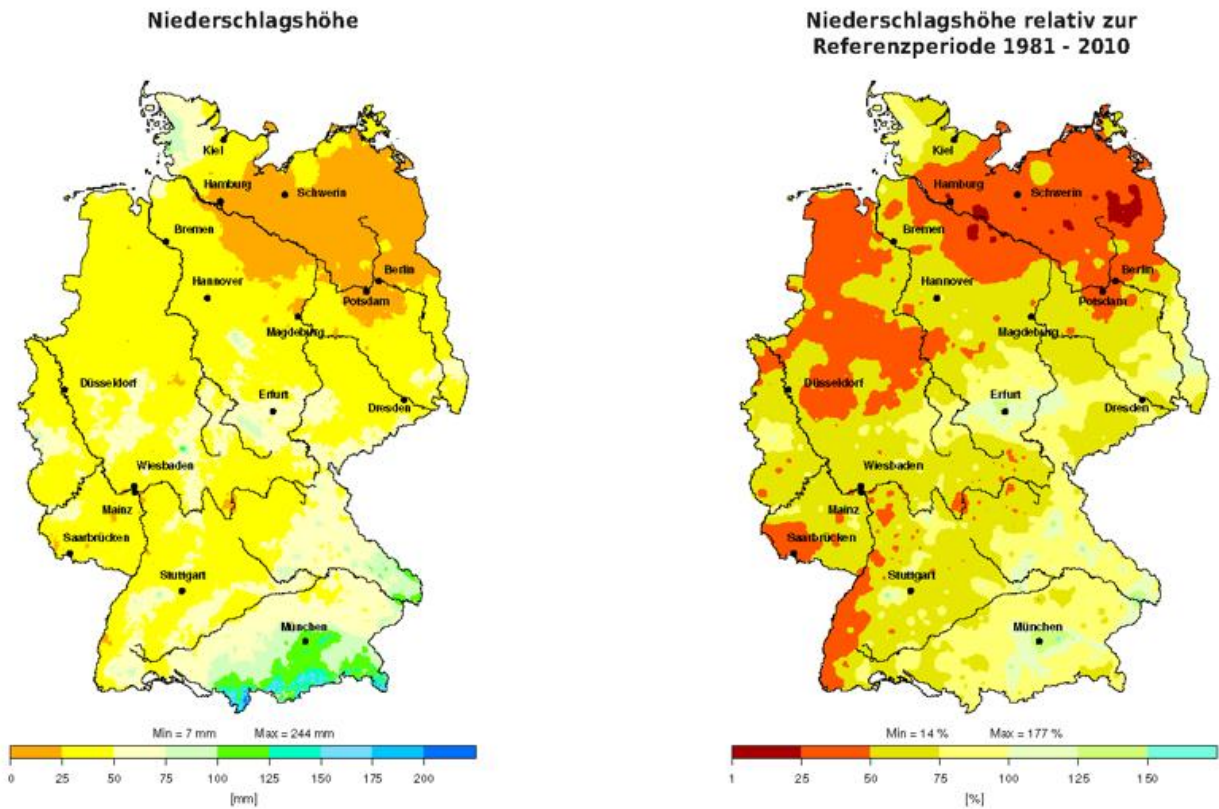 Niederschlagshöhe
Kiel
Hamburg
Schwerin
Bremen
Berlin
Hannover
Potsdam
Magdeburg
Düsseldorf
Erfurt
Dresden
Wiesbaden
Mainz
Saarbrücken
Stuttgart
München
Min = 7 mm Max = 244 mm
0 25 50 75 100 125 150 175 200
[mm]
Niederschlagshöhe relativ zur
Referenzperiode 1981 - 2010
Kiel
Hamburg
Schwerin
Bremen
Berlin
Hannover
Potsdam
Magdeburg
Düsseldorf
Erfurt
Dresden
Wiesbaden
Mainz
Saarbrücken
Stuttgart
München
Min = 14 % Max = 177 %
1 25 50 75 100 125 150
[%]